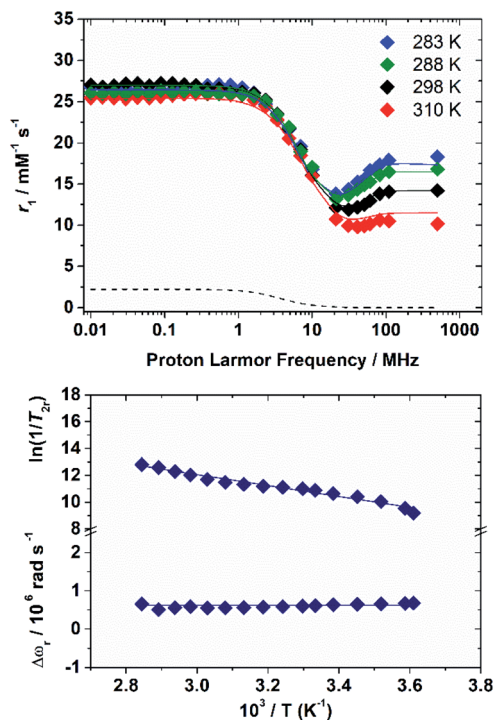 35
30
25
20
15
10
5
0
r₁ / mM⁻¹ s⁻¹
283 K
288 K
298 K
310 K
0.01 0.1 1 10 100 1000
Proton Larmor Frequency / MHz
18
16
14
12
10
8
2
1
0
-1
ln(1/T₂ᵣ)
Δωᵣ / 10⁶ rad s⁻¹
2.8 3.0 3.2 3.4 3.6 3.8
10³ / T (K⁻¹)